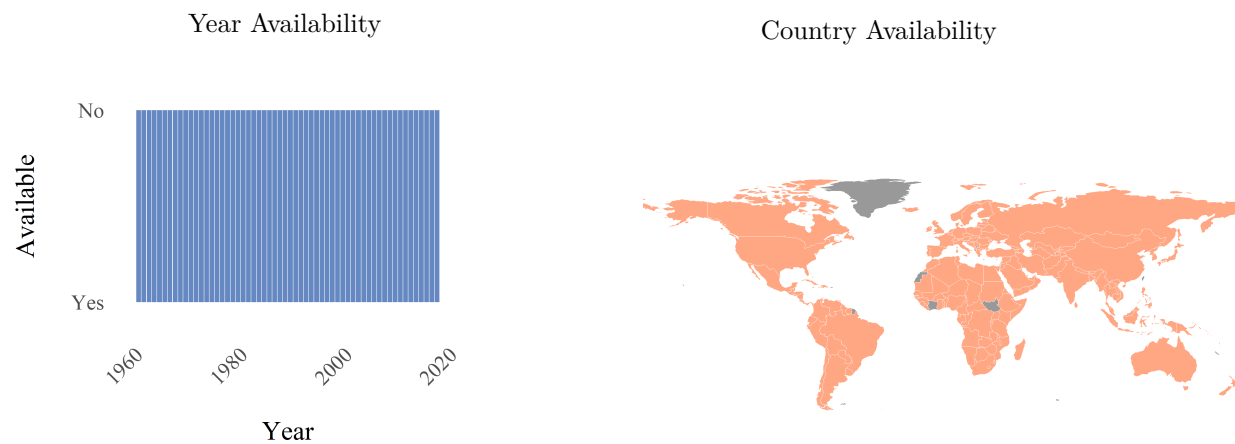 Year Availability
No
Available
Yes
1960
1980
2000
2020
Year
Country Availability